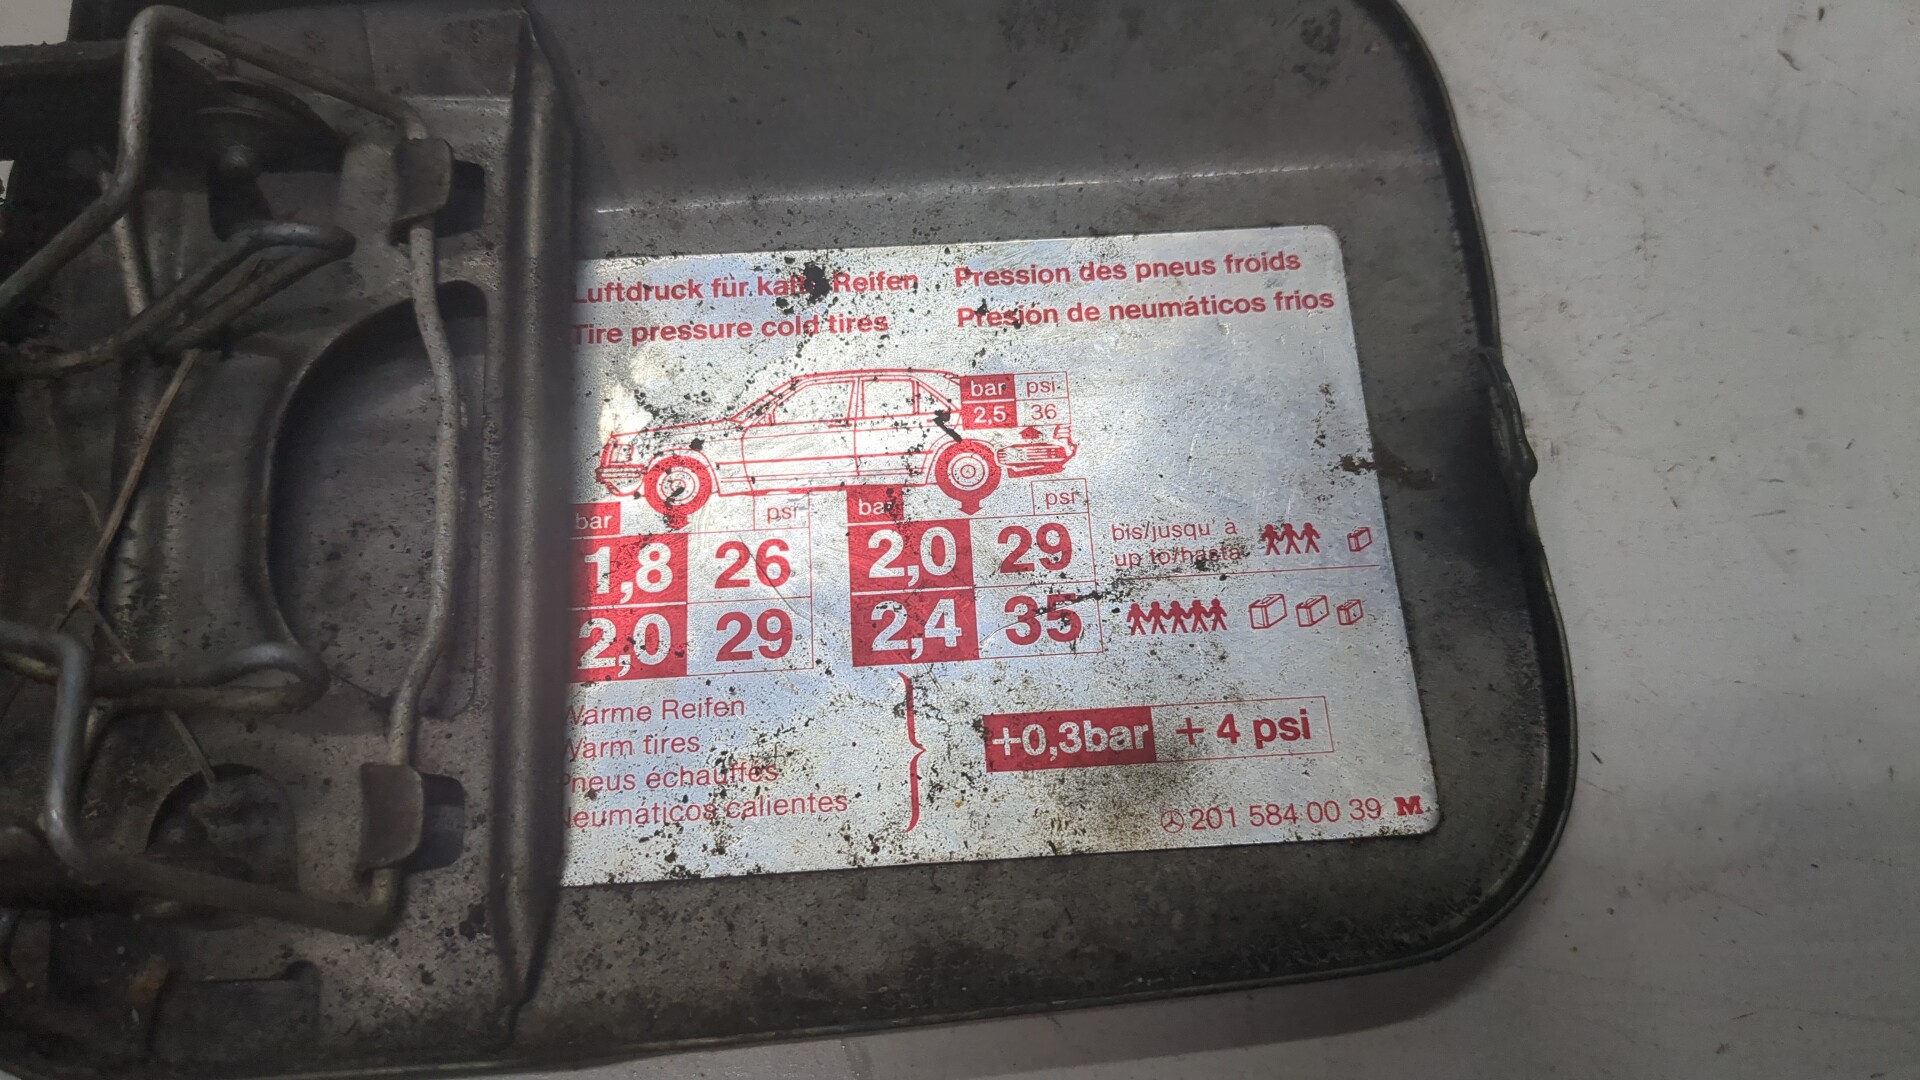 Luftdruck für kalte Reifen
Tire pressure cold tires
Pression des pneus froids
Presión de neumáticos frios
bar psi
2,5 36
bar psi
1,8 26
2,0 29
bar psi
2,0 29
2,4 35
bis/jusqu' à
up to/hasta
Warme Reifen
Warm tires
Pneus échauffés
Neumáticos calientes
+0,3bar + 4 psi
201 584 00 39 M